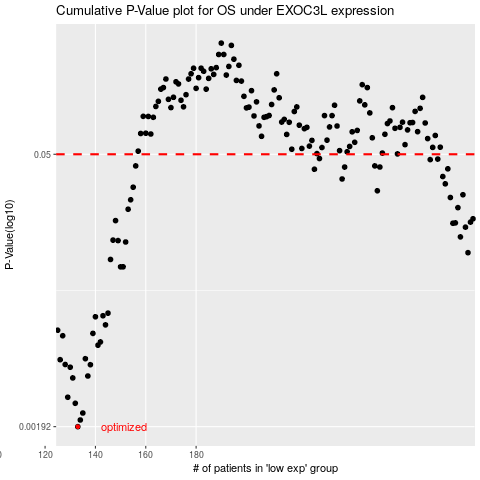 Cumulative P-Value plot for OS under EXOC3L expression
P-Value(log10)
0.05
0.00192
optimized
0 120 140 160 180
# of patients in 'low exp' group